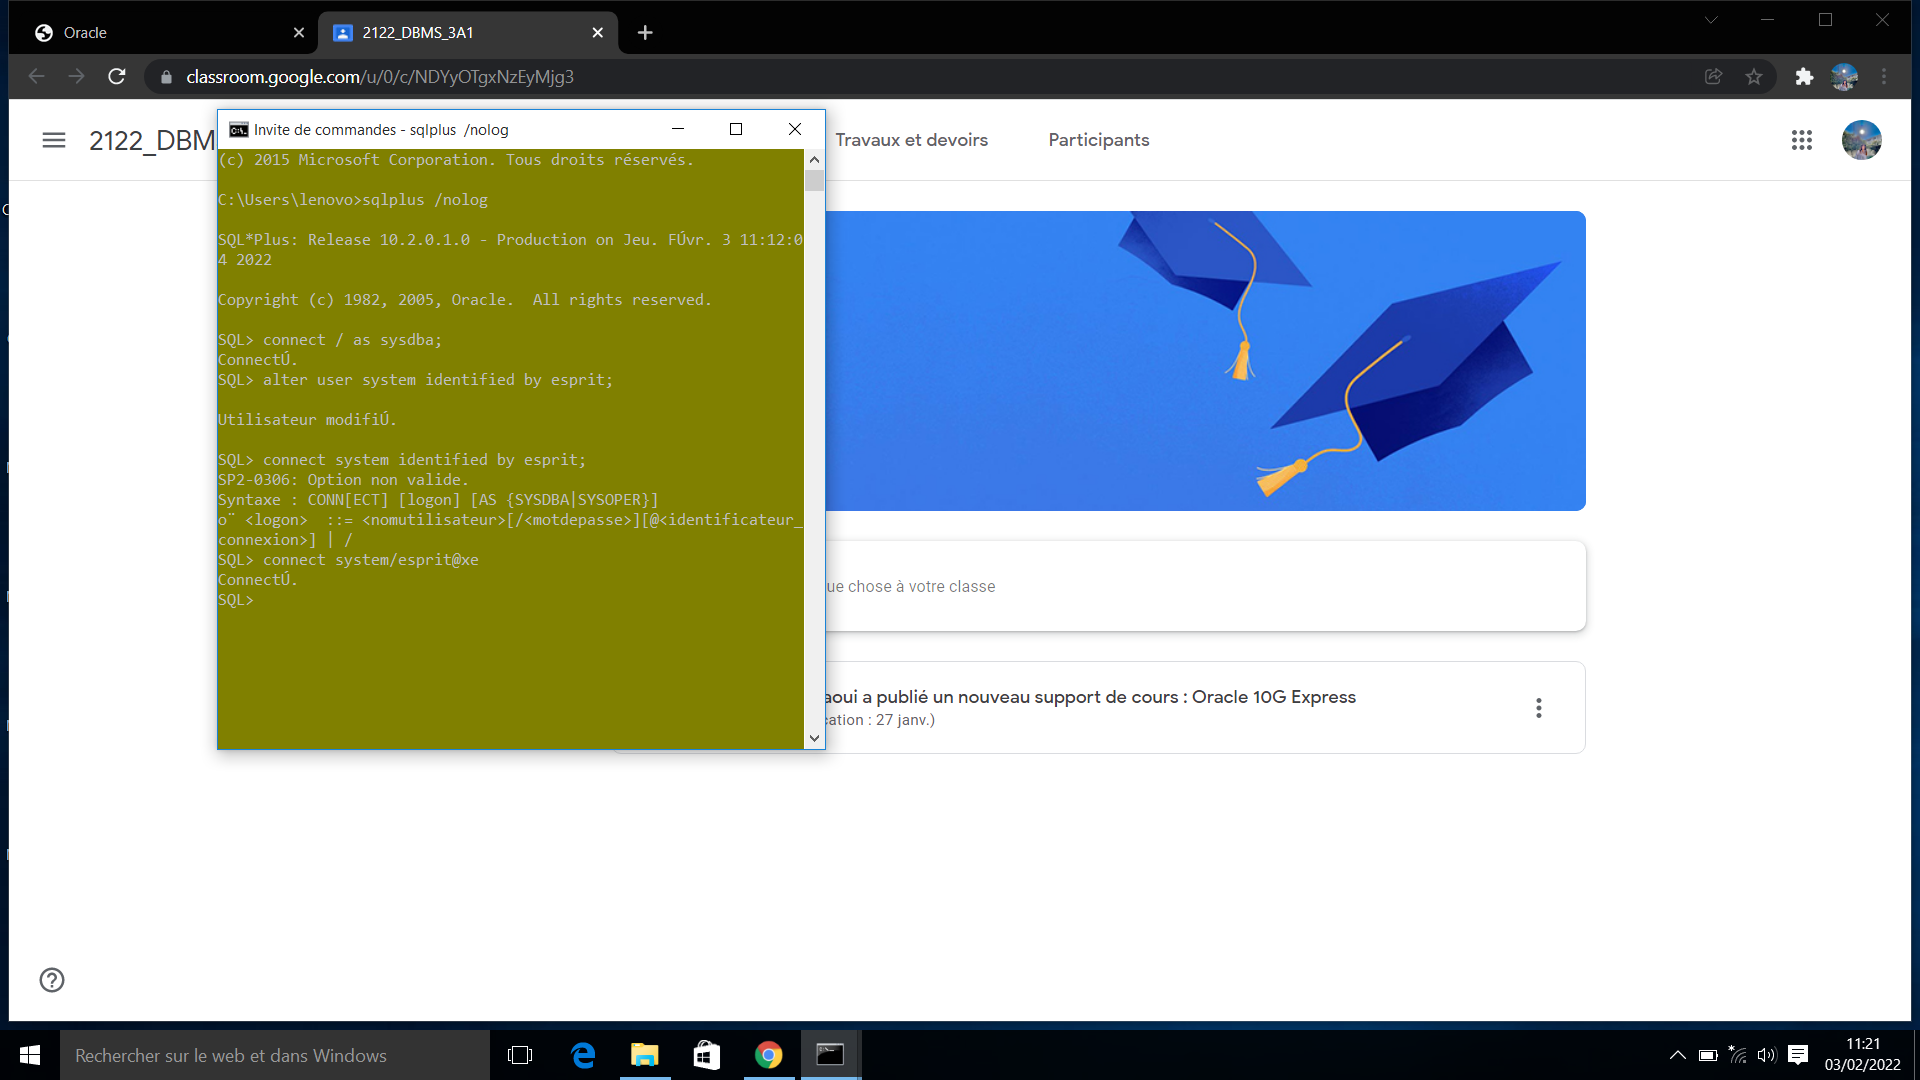 Oracle
2122_DBMS_3A1
classroom.google.com/u/0/c/NDYyOTgxNzEyMjg3
2122_DBM
Travaux et devoirs
Participants
Invite de commandes - sqlplus /nolog
(c) 2015 Microsoft Corporation. Tous droits réservés.
C:\Users\lenovo>sqlplus /nolog
SQL*Plus: Release 10.2.0.1.0 - Production on Jeu. FÚvr. 3 11:12:0
4 2022
Copyright (c) 1982, 2005, Oracle.  All rights reserved.
SQL> connect / as sysdba;
ConnectÚ.
SQL> alter user system identified by esprit;
Utilisateur modifiÚ.
SQL> connect system identified by esprit;
SP2-0306: Option non valide.
Syntaxe : CONN[ECT] [logon] [AS {SYSDBA|SYSOPER}]
o¨ <logon>  ::= <nomutilisateur>[/<motdepasse>][@<identificateur_
connexion>] | /
SQL> connect system/esprit@xe
ConnectÚ.
SQL>
ue chose à votre classe
aoui a publié un nouveau support de cours : Oracle 10G Express
cation : 27 janv.)
Rechercher sur le web et dans Windows
11:21
03/02/2022